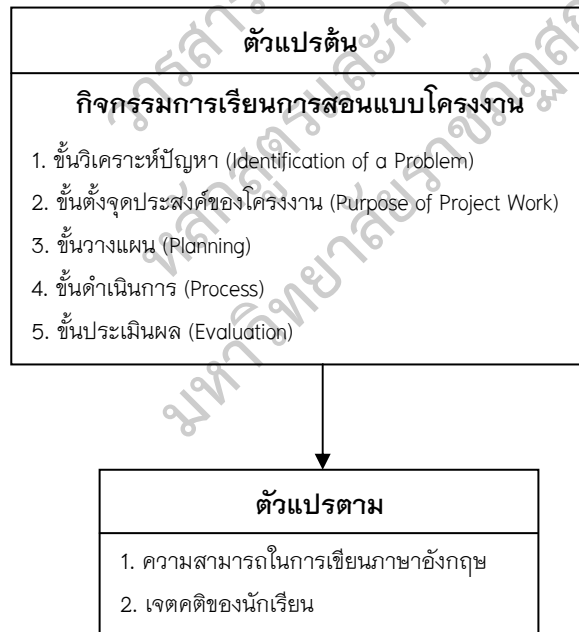 ตัวแปรต้น
กิจกรรมการเรียนการสอนแบบโครงงาน
1. ขั้นวิเคราะห์ปัญหา (Identification of a Problem)
2. ขั้นตั้งจุดประสงค์ของโครงงาน (Purpose of Project Work)
3. ขั้นวางแผน (Planning)
4. ขั้นดำเนินการ (Process)
5. ขั้นประเมินผล (Evaluation)
ตัวแปรตาม
1. ความสามารถในการเขียนภาษาอังกฤษ
2. เจตคติของนักเรียน